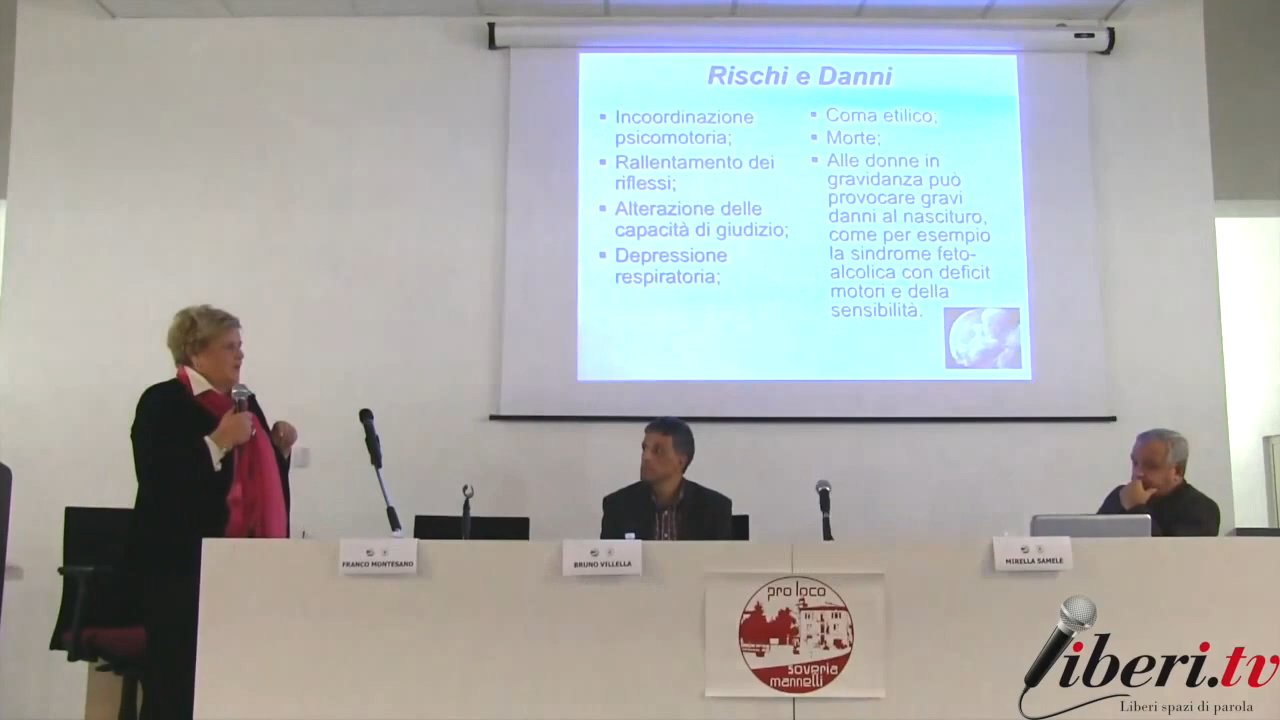 Rischi e Danni
Incoordinazione
psicomotoria;
Rallentamento dei
riflessi;
Alterazione delle
capacità di giudizio;
Depressione
respiratoria;
Coma etilico;
Morte;
Alle donne in
gravidanza può
provocare gravi
danni al nascituro,
come per esempio
la sindrome feto-
alcolica con deficit
motori e della
sensibilità.
FRANCO MONTESANO
BRUNO VILLELLA
MIRELLA SAMELE
pro loco
soveria
mannelli
liberi.tv
Liberi spazi di parola